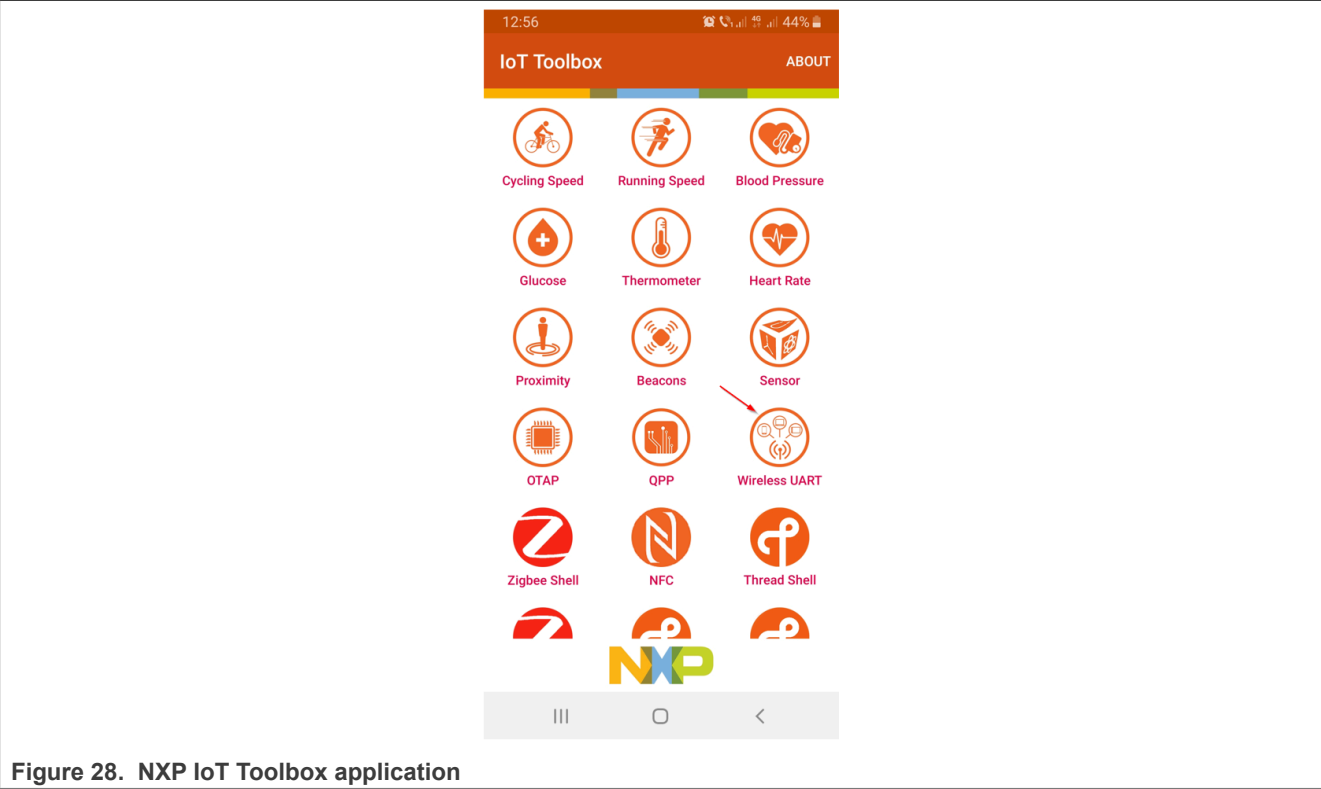 12:56 4G 44%
IoT Toolbox ABOUT
Cycling Speed Running Speed Blood Pressure
Glucose Thermometer Heart Rate
Proximity Beacons Sensor
OTAP QPP Wireless UART
Zigbee Shell NFC Thread Shell
NXP
Figure 28. NXP IoT Toolbox application